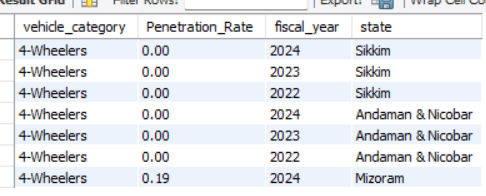 Result Grid Filter Rows: Export: Wrap Cell Co
vehicle_category Penetration_Rate fiscal_year state
4-Wheelers 0.00 2024 Sikkim
4-Wheelers 0.00 2023 Sikkim
4-Wheelers 0.00 2022 Sikkim
4-Wheelers 0.00 2024 Andaman & Nicobar
4-Wheelers 0.00 2023 Andaman & Nicobar
4-Wheelers 0.00 2022 Andaman & Nicobar
4-Wheelers 0.19 2024 Mizoram